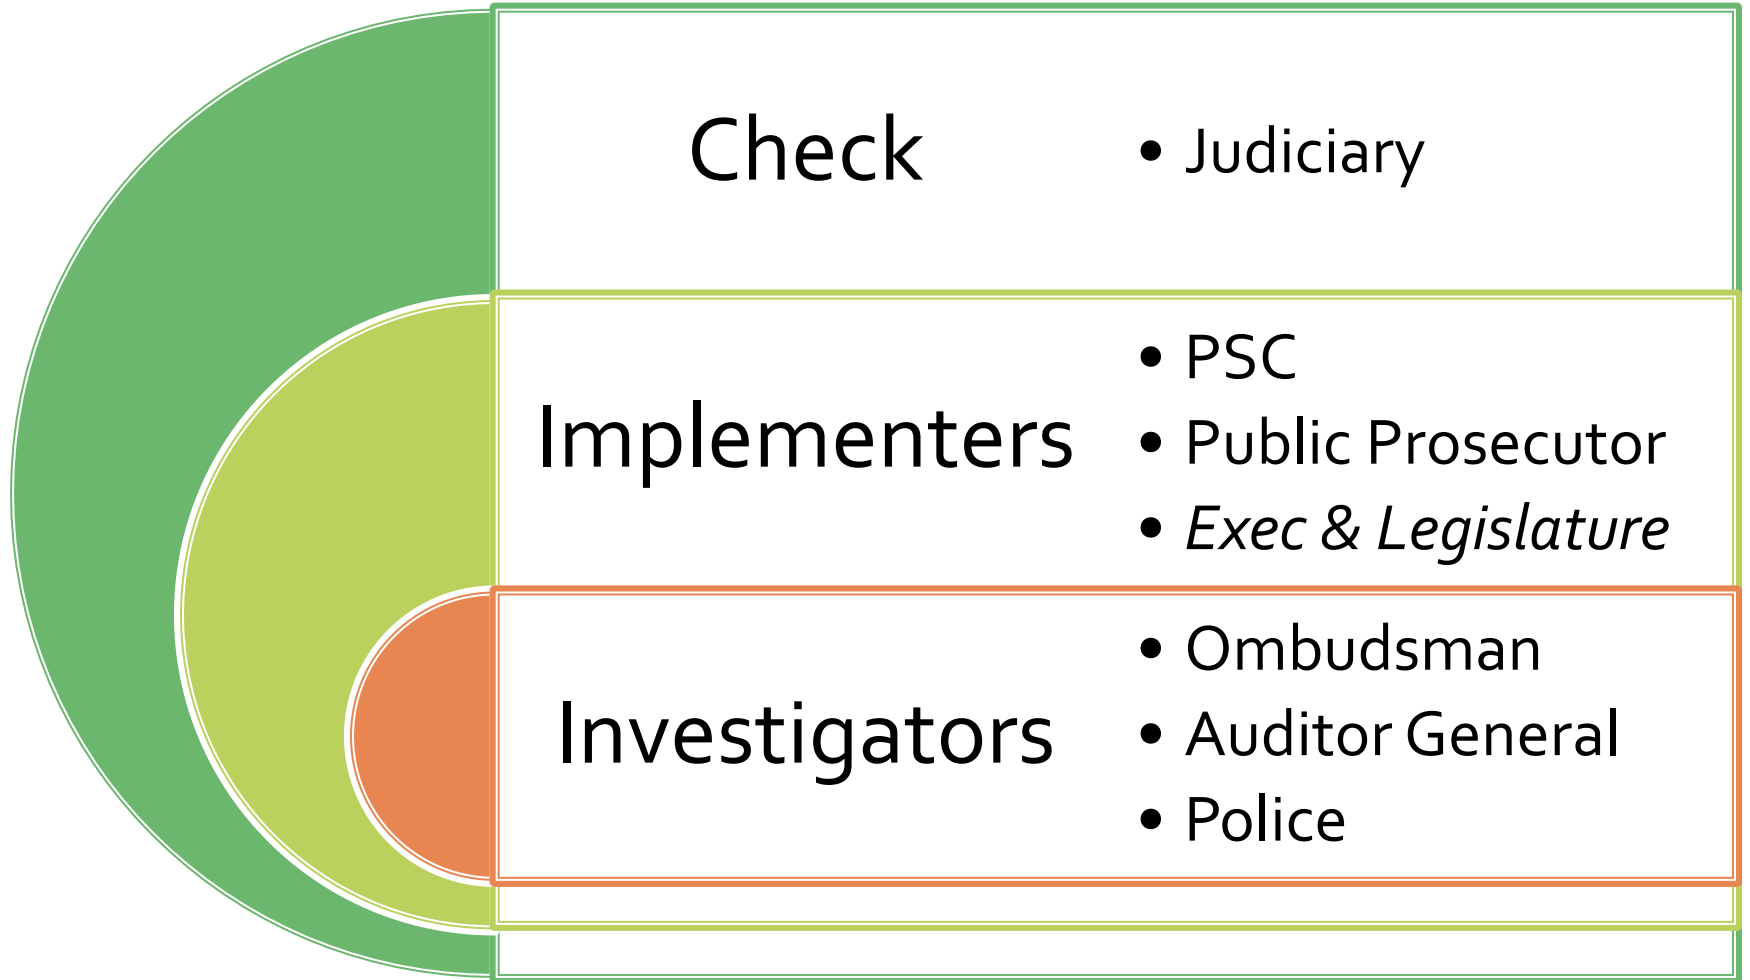 Check
• Judiciary
Implementers
• PSC
• Public Prosecutor
• Exec & Legislature
Investigators
• Ombudsman
• Auditor General
• Police